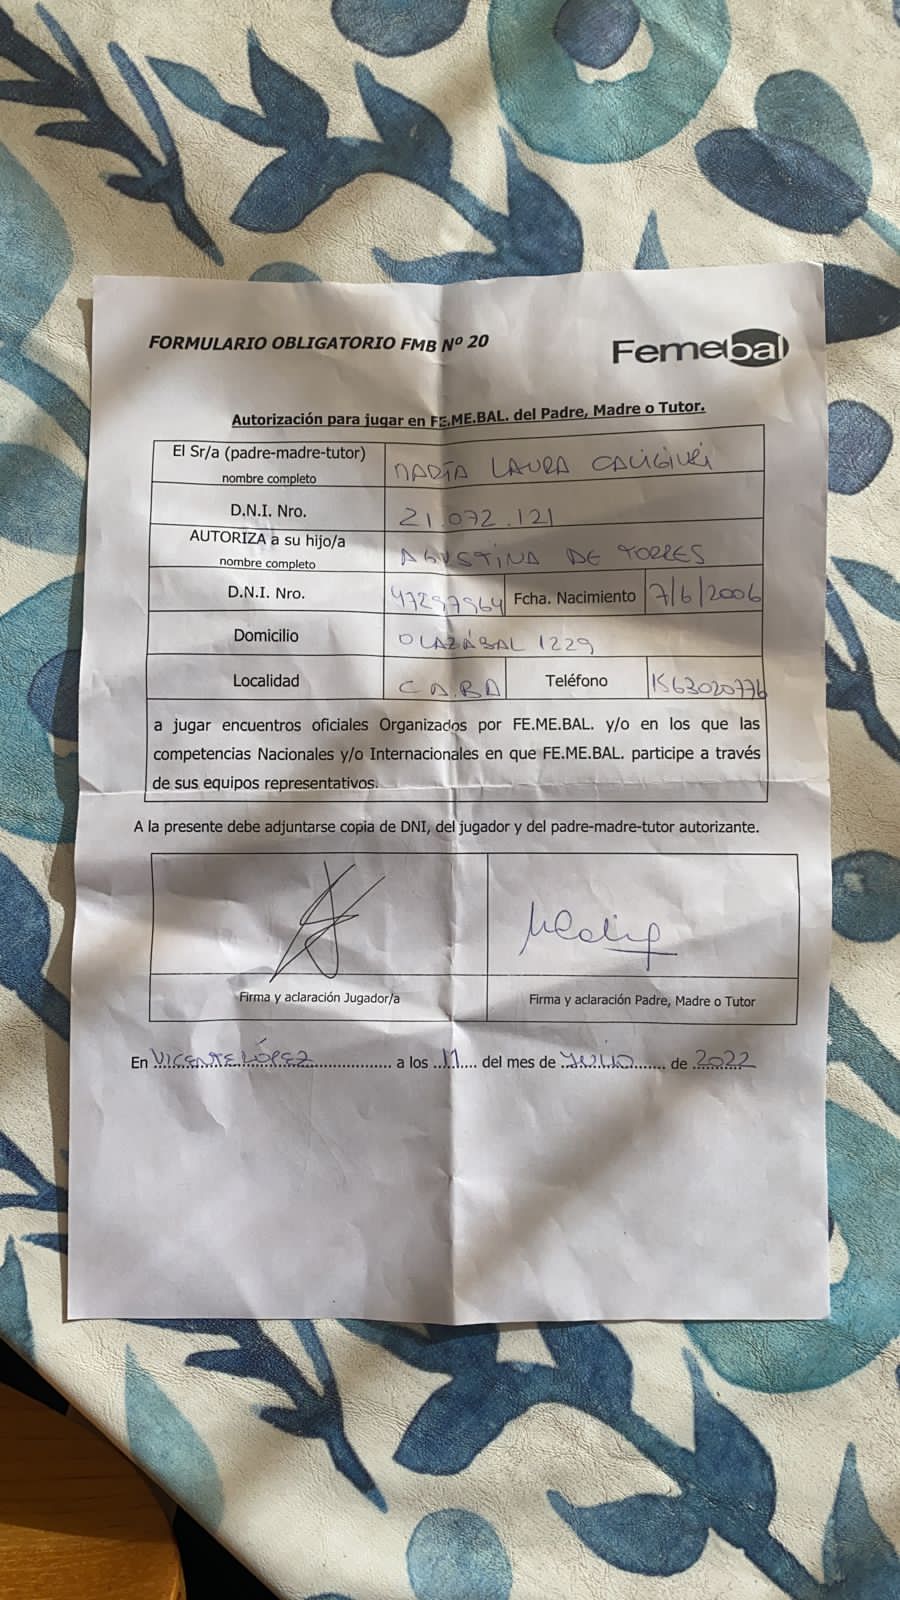 FORMULARIO OBLIGATORIO FMB Nº 20
Femebal
Autorización para jugar en FE.ME.BAL. del Padre, Madre o Tutor.
El Sr/a (padre-madre-tutor)
nombre completo
MARÍA LAURA CALIGIURI
D.N.I. Nro.
21.072.121
AUTORIZA a su hijo/a
nombre completo
AGUSTINA DE TORRES
D.N.I. Nro.
47297964
Fcha. Nacimiento
7/6/2006
Domicilio
OLAZÁBAL 1229
Localidad
C.A.B.A
Teléfono
1563020776
a jugar encuentros oficiales Organizados por FE.ME.BAL. y/o en los que las
competencias Nacionales y/o Internacionales en que FE.ME.BAL. participe a través
de sus equipos representativos.
A la presente debe adjuntarse copia de DNI, del jugador y del padre-madre-tutor autorizante.
Firma y aclaración Jugador/a
Firma y aclaración Padre, Madre o Tutor
En VICENTE LÓPEZ a los 11 del mes de JULIO de 2022